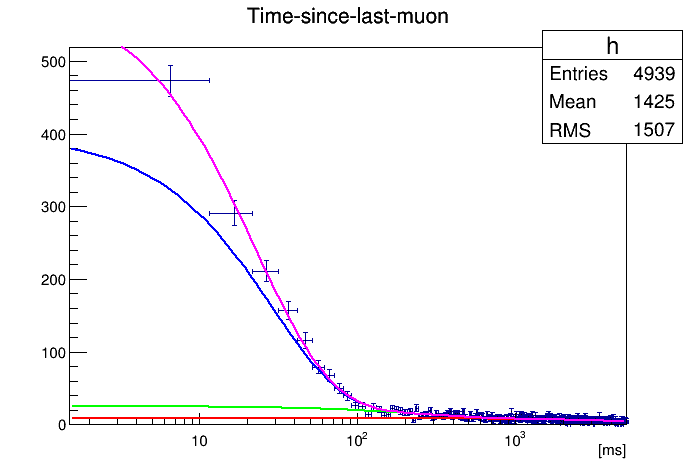 Time-since-last-muon
h
Entries 4939
Mean 1425
RMS 1507
500
400
300
200
100
0
10 10² 10³
[ms]